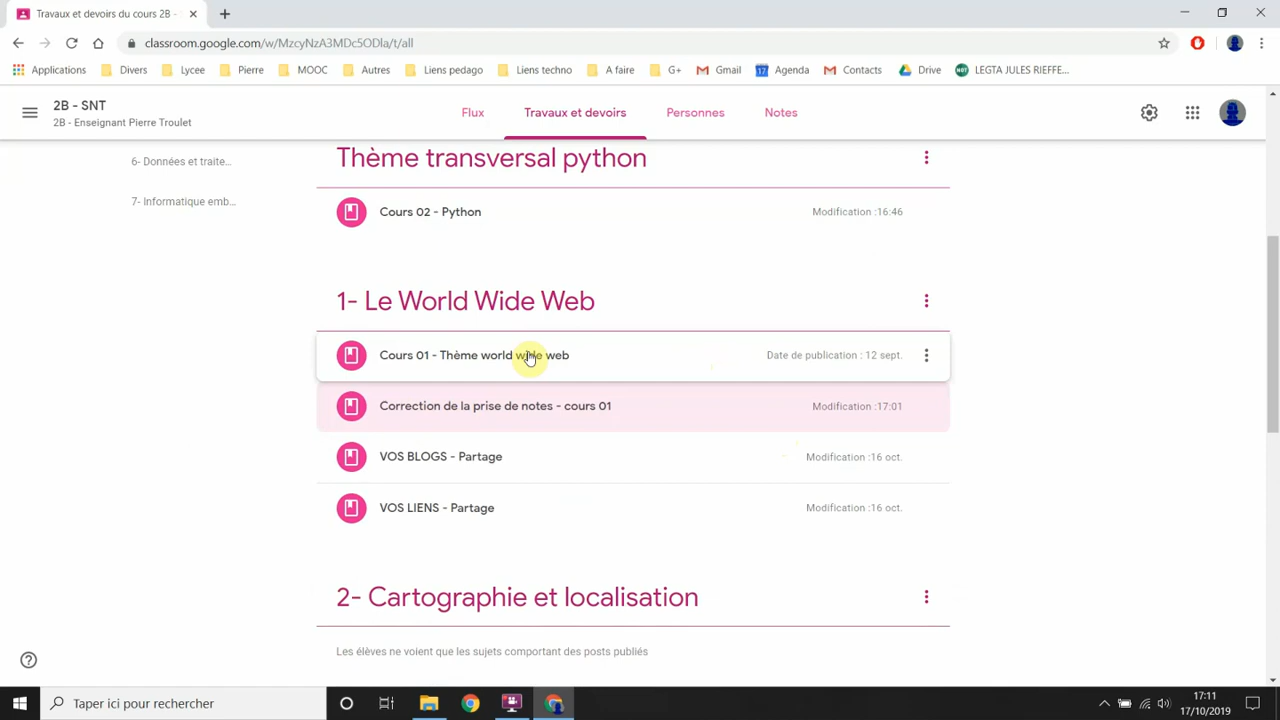 Travaux et devoirs du cours 2B -
classroom.google.com/w/MzcyNzA3MDc5ODla/t/all
Applications Divers Lycee Pierre MOOC Autres Liens pedago Liens techno A faire G+ Gmail Agenda Contacts Drive LEGTA JULES RIEFFE...
2B - SNT
2B - Enseignant Pierre Troulet
Flux Travaux et devoirs Personnes Notes
6- Données et traite...
7- Informatique emb...
Thème transversal python
Cours 02 - Python Modification :16:46
1- Le World Wide Web
Cours 01 - Thème world wide web Date de publication : 12 sept.
Correction de la prise de notes - cours 01 Modification :17:01
VOS BLOGS - Partage Modification :16 oct.
VOS LIENS - Partage Modification :16 oct.
2- Cartographie et localisation
Les élèves ne voient que les sujets comportant des posts publiés
Taper ici pour rechercher
17:11
17/10/2019